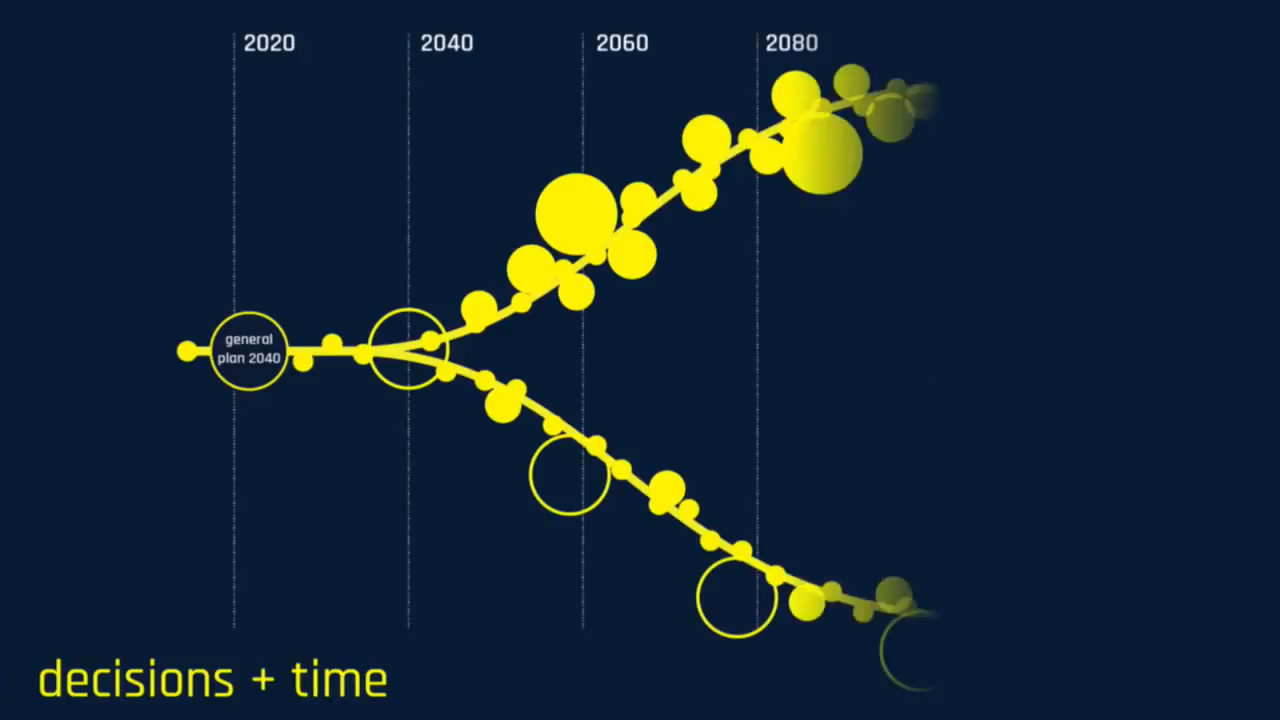 2020
2040
2060
2080
general
plan 2040
decisions + time